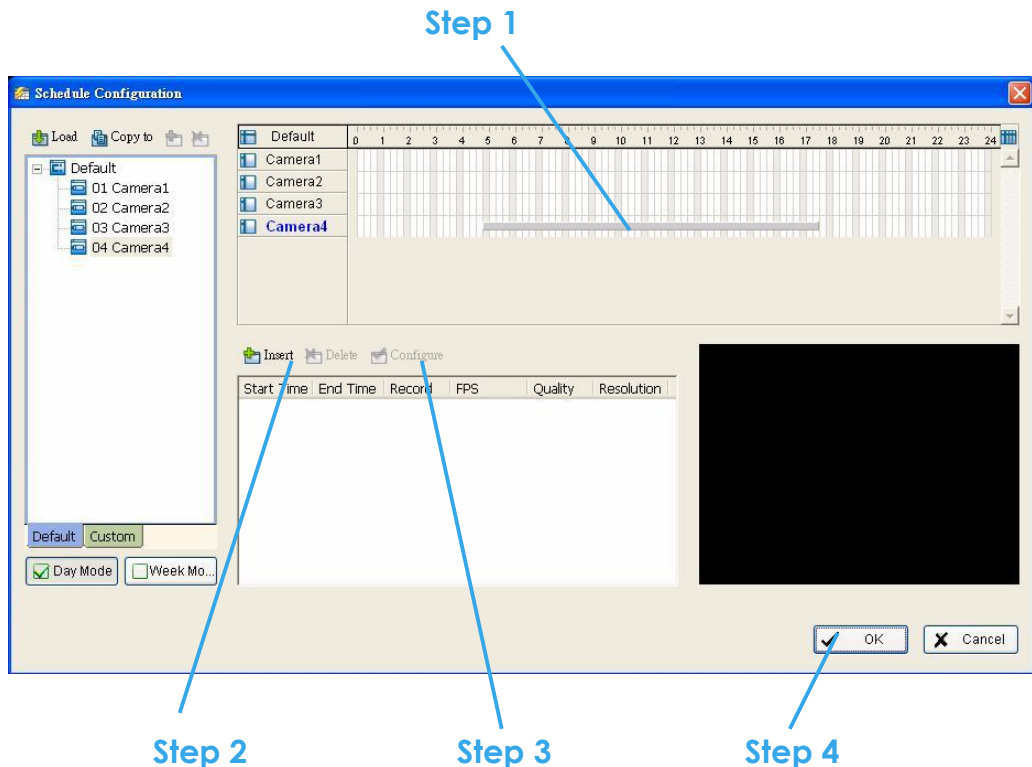 Step 1
Schedule Configuration
Load Copy to
Default
01 Camera1
02 Camera2
03 Camera3
04 Camera4
Default Custom
Day Mode Week Mo...
Default 0 1 2 3 4 5 6 7 8 9 10 11 12 13 14 15 16 17 18 19 20 21 22 23 24
Camera1
Camera2
Camera3
Camera4
Insert Delete Configure
Start Time End Time Record FPS Quality Resolution
OK Cancel
Step 2 Step 3 Step 4